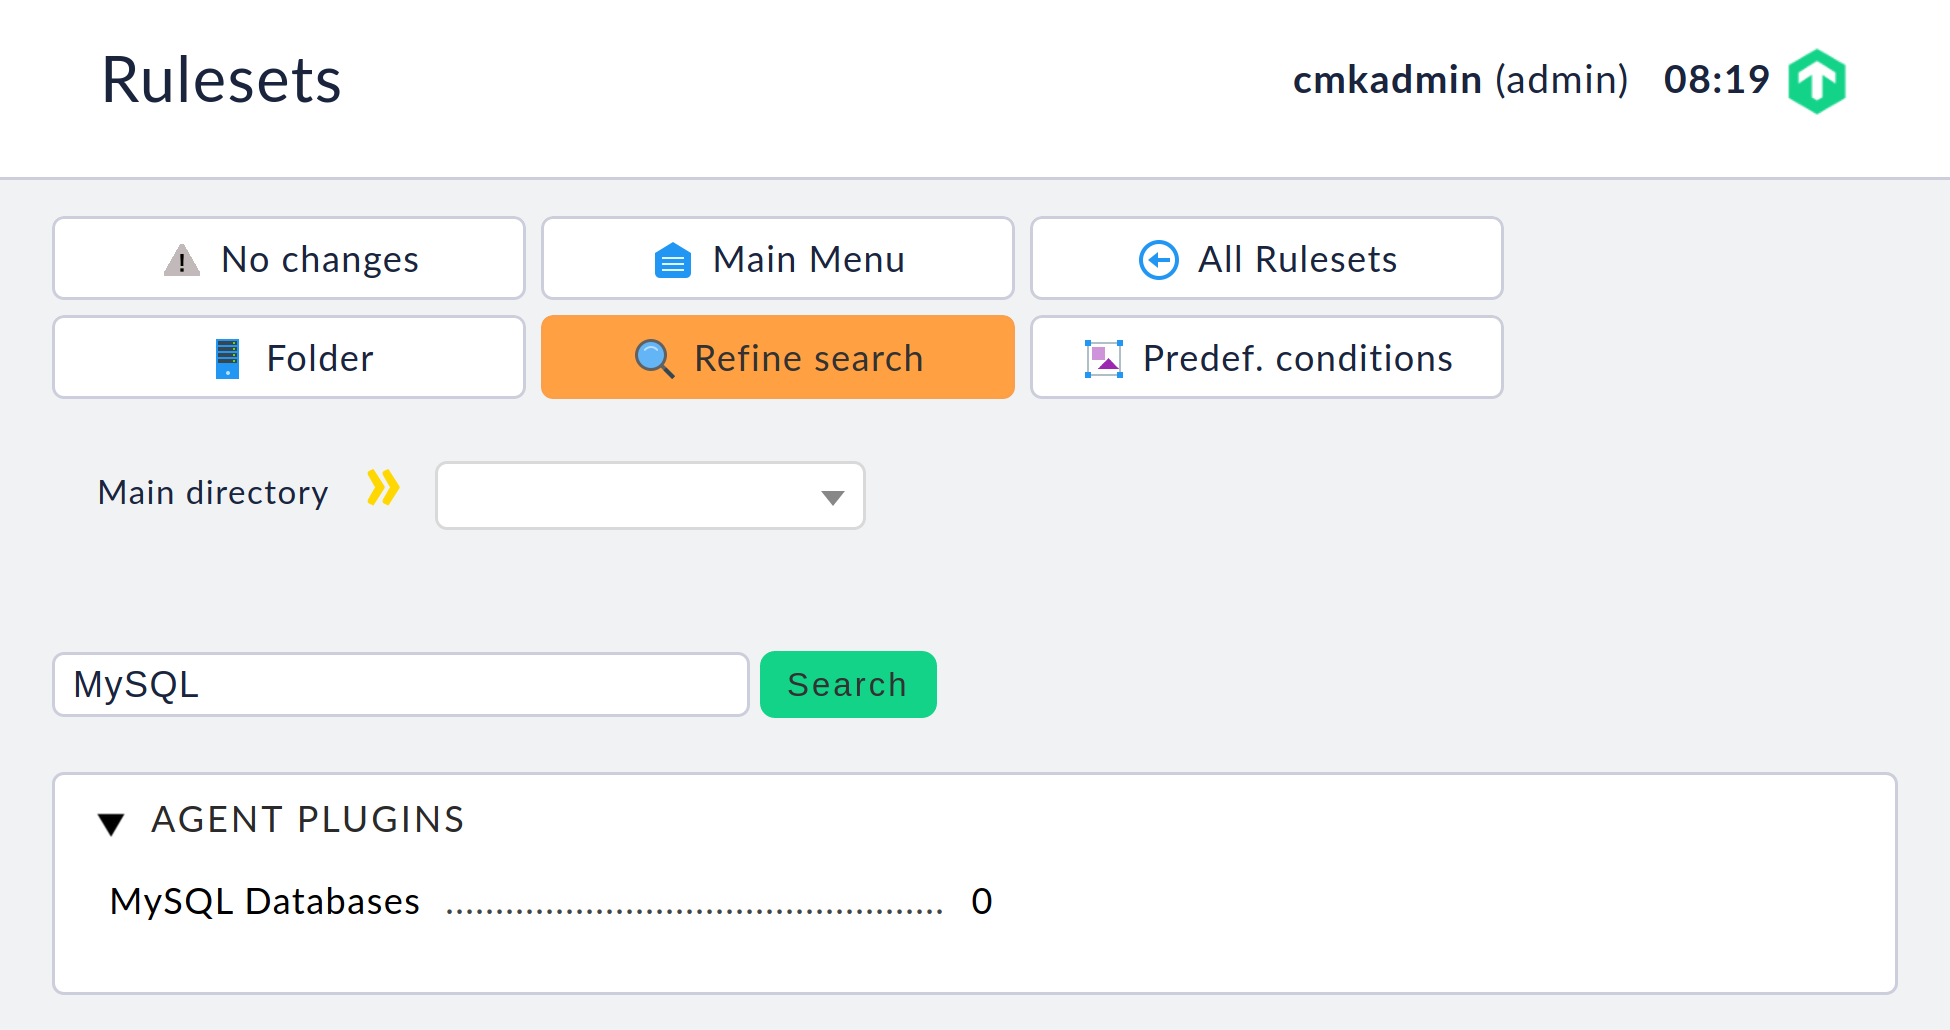 Rulesets
cmkadmin (admin) 08:19
No changes
Main Menu
All Rulesets
Folder
Refine search
Predef. conditions
Main directory
MySQL
Search
AGENT PLUGINS
MySQL Databases .................................................. 0